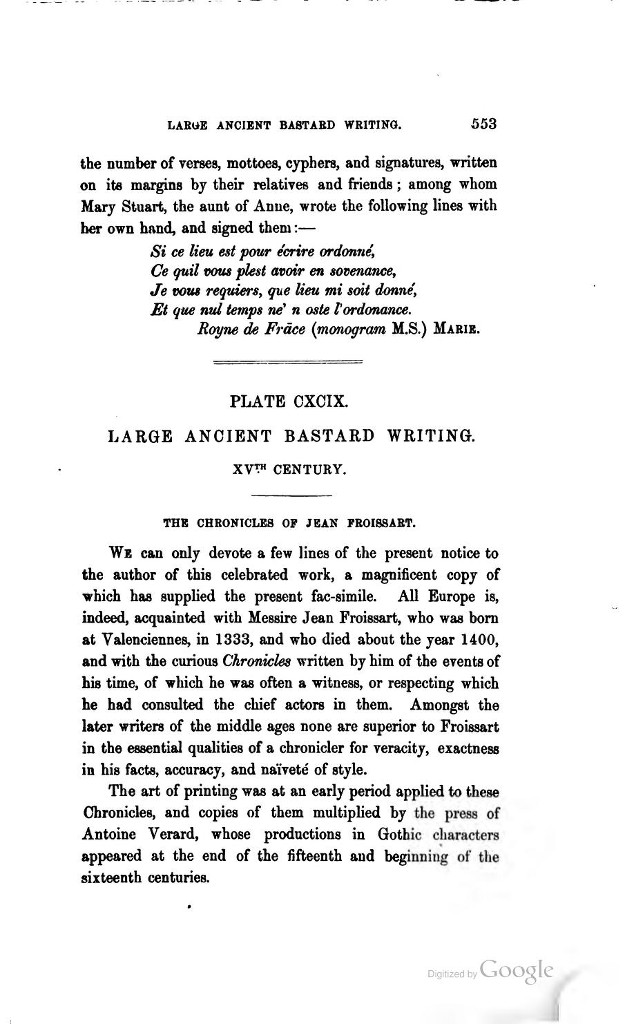 LARGE ANCIENT BASTARD WRITING. 553
the number of verses, mottoes, cyphers, and signatures, written
on its margins by their relatives and friends ; among whom
Mary Stuart, the aunt of Anne, wrote the following lines with
her own hand, and signed them :—
Si ce lieu est pour écrire ordonné,
Ce quil vous plest avoir en sovenance,
Je vous requiers, que lieu mi soit donné,
Et que nul temps ne' n oste l'ordonance.
Royne de Frāce (monogram M.S.) MARIE.
PLATE CXCIX.
LARGE ANCIENT BASTARD WRITING.
XVTH CENTURY.
THE CHRONICLES OF JEAN FROISSART.
WE can only devote a few lines of the present notice to
the author of this celebrated work, a magnificent copy of
which has supplied the present fac-simile. All Europe is,
indeed, acquainted with Messire Jean Froissart, who was born
at Valenciennes, in 1333, and who died about the year 1400,
and with the curious Chronicles written by him of the events of
his time, of which he was often a witness, or respecting which
he had consulted the chief actors in them. Amongst the
later writers of the middle ages none are superior to Froissart
in the essential qualities of a chronicler for veracity, exactness
in his facts, accuracy, and naïveté of style.
The art of printing was at an early period applied to these
Chronicles, and copies of them multiplied by the press of
Antoine Verard, whose productions in Gothic characters
appeared at the end of the fifteenth and beginning of the
sixteenth centuries.
Digitized by Google